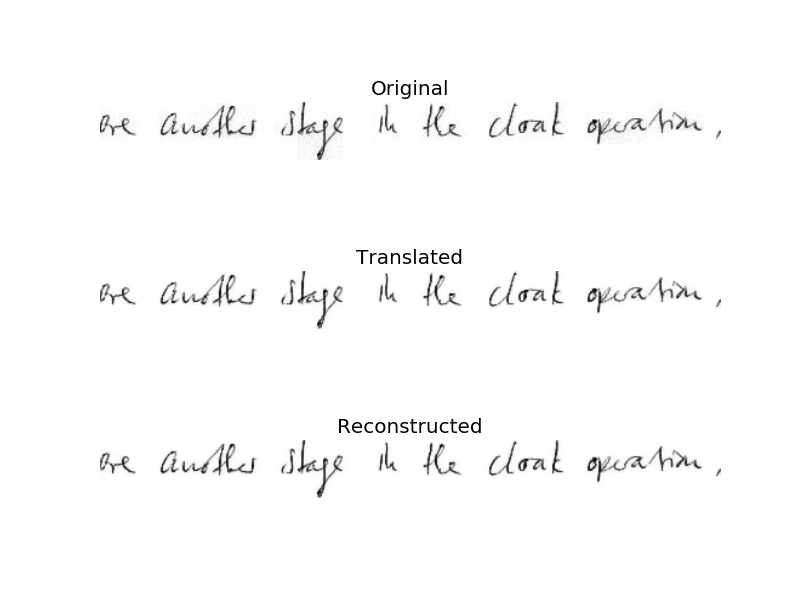 Original
are another stage in the cloak operation,
Translated
are another stage in the cloak operation,
Reconstructed
are another stage in the cloak operation,